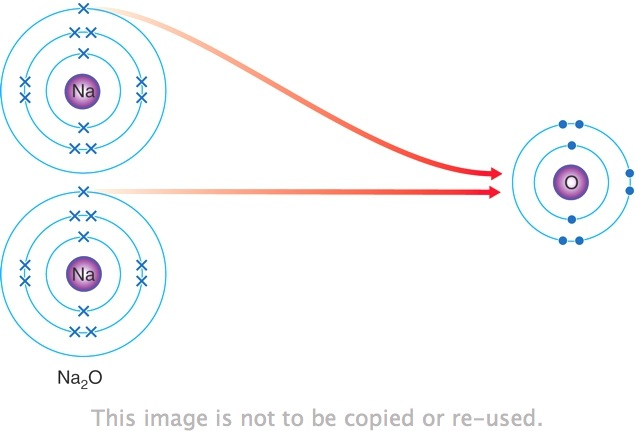 Na
O
Na
Na₂O
This image is not to be copied or re-used.